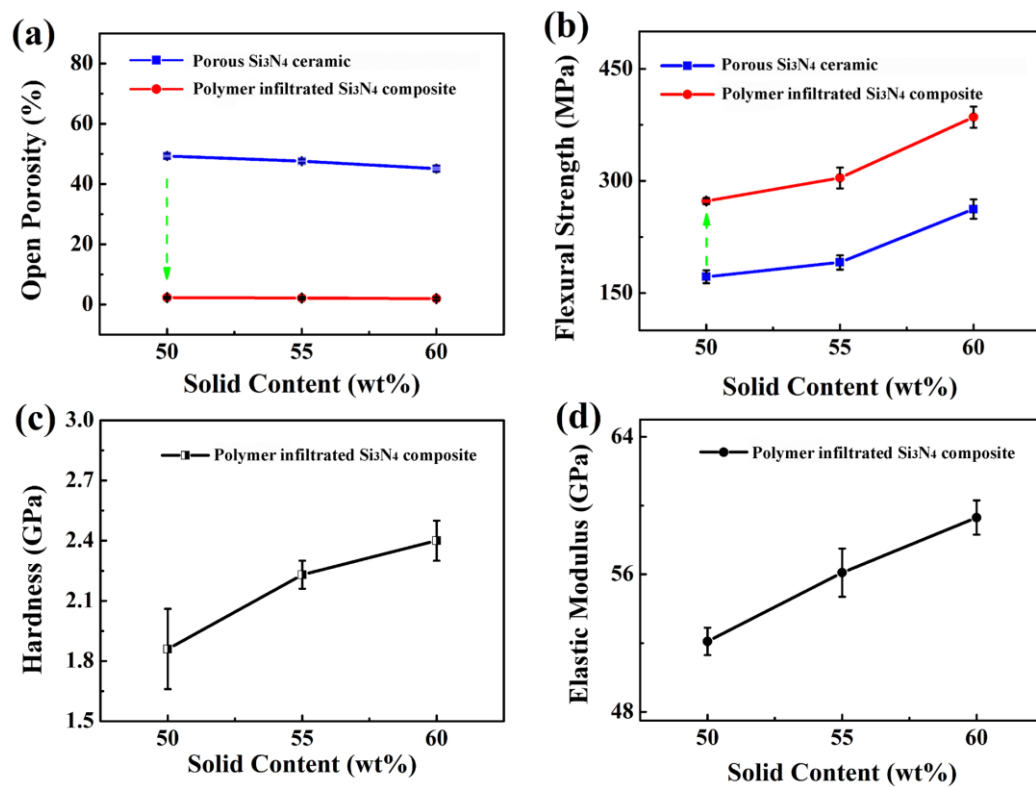 (a)
Porous Si3N4 ceramic
Polymer infiltrated Si3N4 composite
Open Porosity (%)
80
60
40
20
0
50 55 60
Solid Content (wt%)
(b)
Porous Si3N4 ceramic
Polymer infiltrated Si3N4 composite
Flexural Strength (MPa)
450
300
150
50 55 60
Solid Content (wt%)
(c)
Polymer infiltrated Si3N4 composite
Hardness (GPa)
3.0
2.7
2.4
2.1
1.8
1.5
50 55 60
Solid Content (wt%)
(d)
Polymer infiltrated Si3N4 composite
Elastic Modulus (GPa)
64
56
48
50 55 60
Solid Content (wt%)